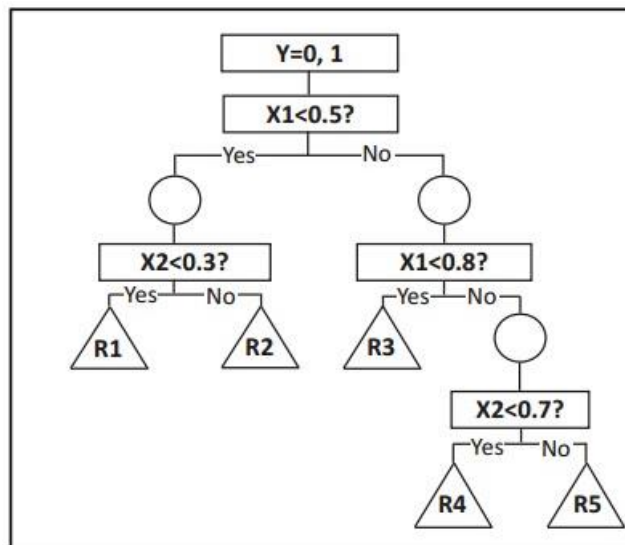 Y=0, 1
X1<0.5?
Yes No
X2<0.3? X1<0.8?
Yes No Yes No
R1 R2 R3
X2<0.7?
Yes No
R4 R5